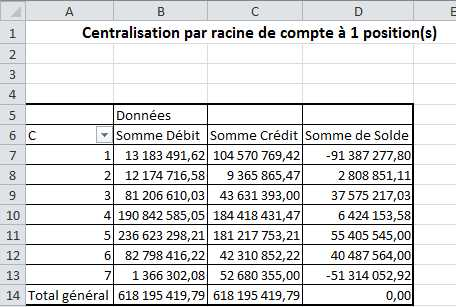 A B C D E
1 Centralisation par racine de compte à 1 position(s)
2
3
4
5 Données
6 C Somme Débit Somme Crédit Somme de Solde
7 1 13 183 491,62 104 570 769,42 -91 387 277,80
8 2 12 174 716,58 9 365 865,47 2 808 851,11
9 3 81 206 610,03 43 631 393,00 37 575 217,03
10 4 190 842 585,05 184 418 431,47 6 424 153,58
11 5 236 623 298,21 181 217 753,21 55 405 545,00
12 6 82 798 416,22 42 310 852,22 40 487 564,00
13 7 1 366 302,08 52 680 355,00 -51 314 052,92
14 Total général 618 195 419,79 618 195 419,79 0,00